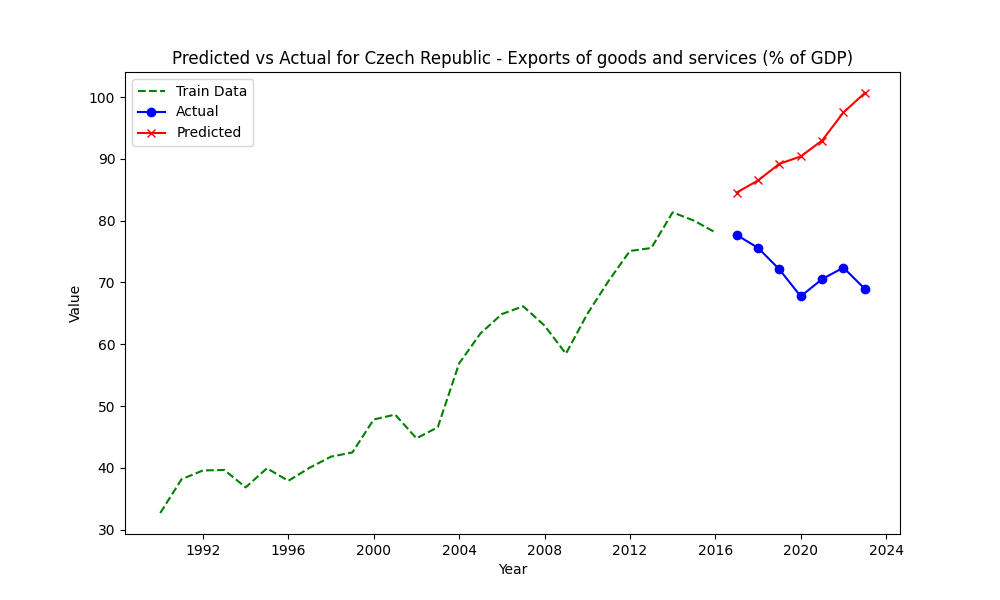 Predicted vs Actual for Czech Republic - Exports of goods and services (% of GDP)
Train Data
Actual
Predicted
100
90
80
70
60
50
40
30
Value
1992 1996 2000 2004 2008 2012 2016 2020 2024
Year